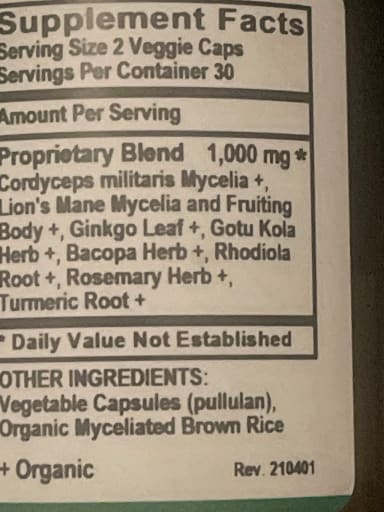 Supplement Facts
Serving Size 2 Veggie Caps
Servings Per Container 30
Amount Per Serving
Proprietary Blend 1,000 mg *
Cordyceps militaris Mycelia +,
Lion's Mane Mycelia and Fruiting
Body +, Ginkgo Leaf +, Gotu Kola
Herb +, Bacopa Herb +, Rhodiola
Root +, Rosemary Herb +,
Turmeric Root +
* Daily Value Not Established
OTHER INGREDIENTS:
Vegetable Capsules (pullulan),
Organic Myceliated Brown Rice
+ Organic Rev. 210401